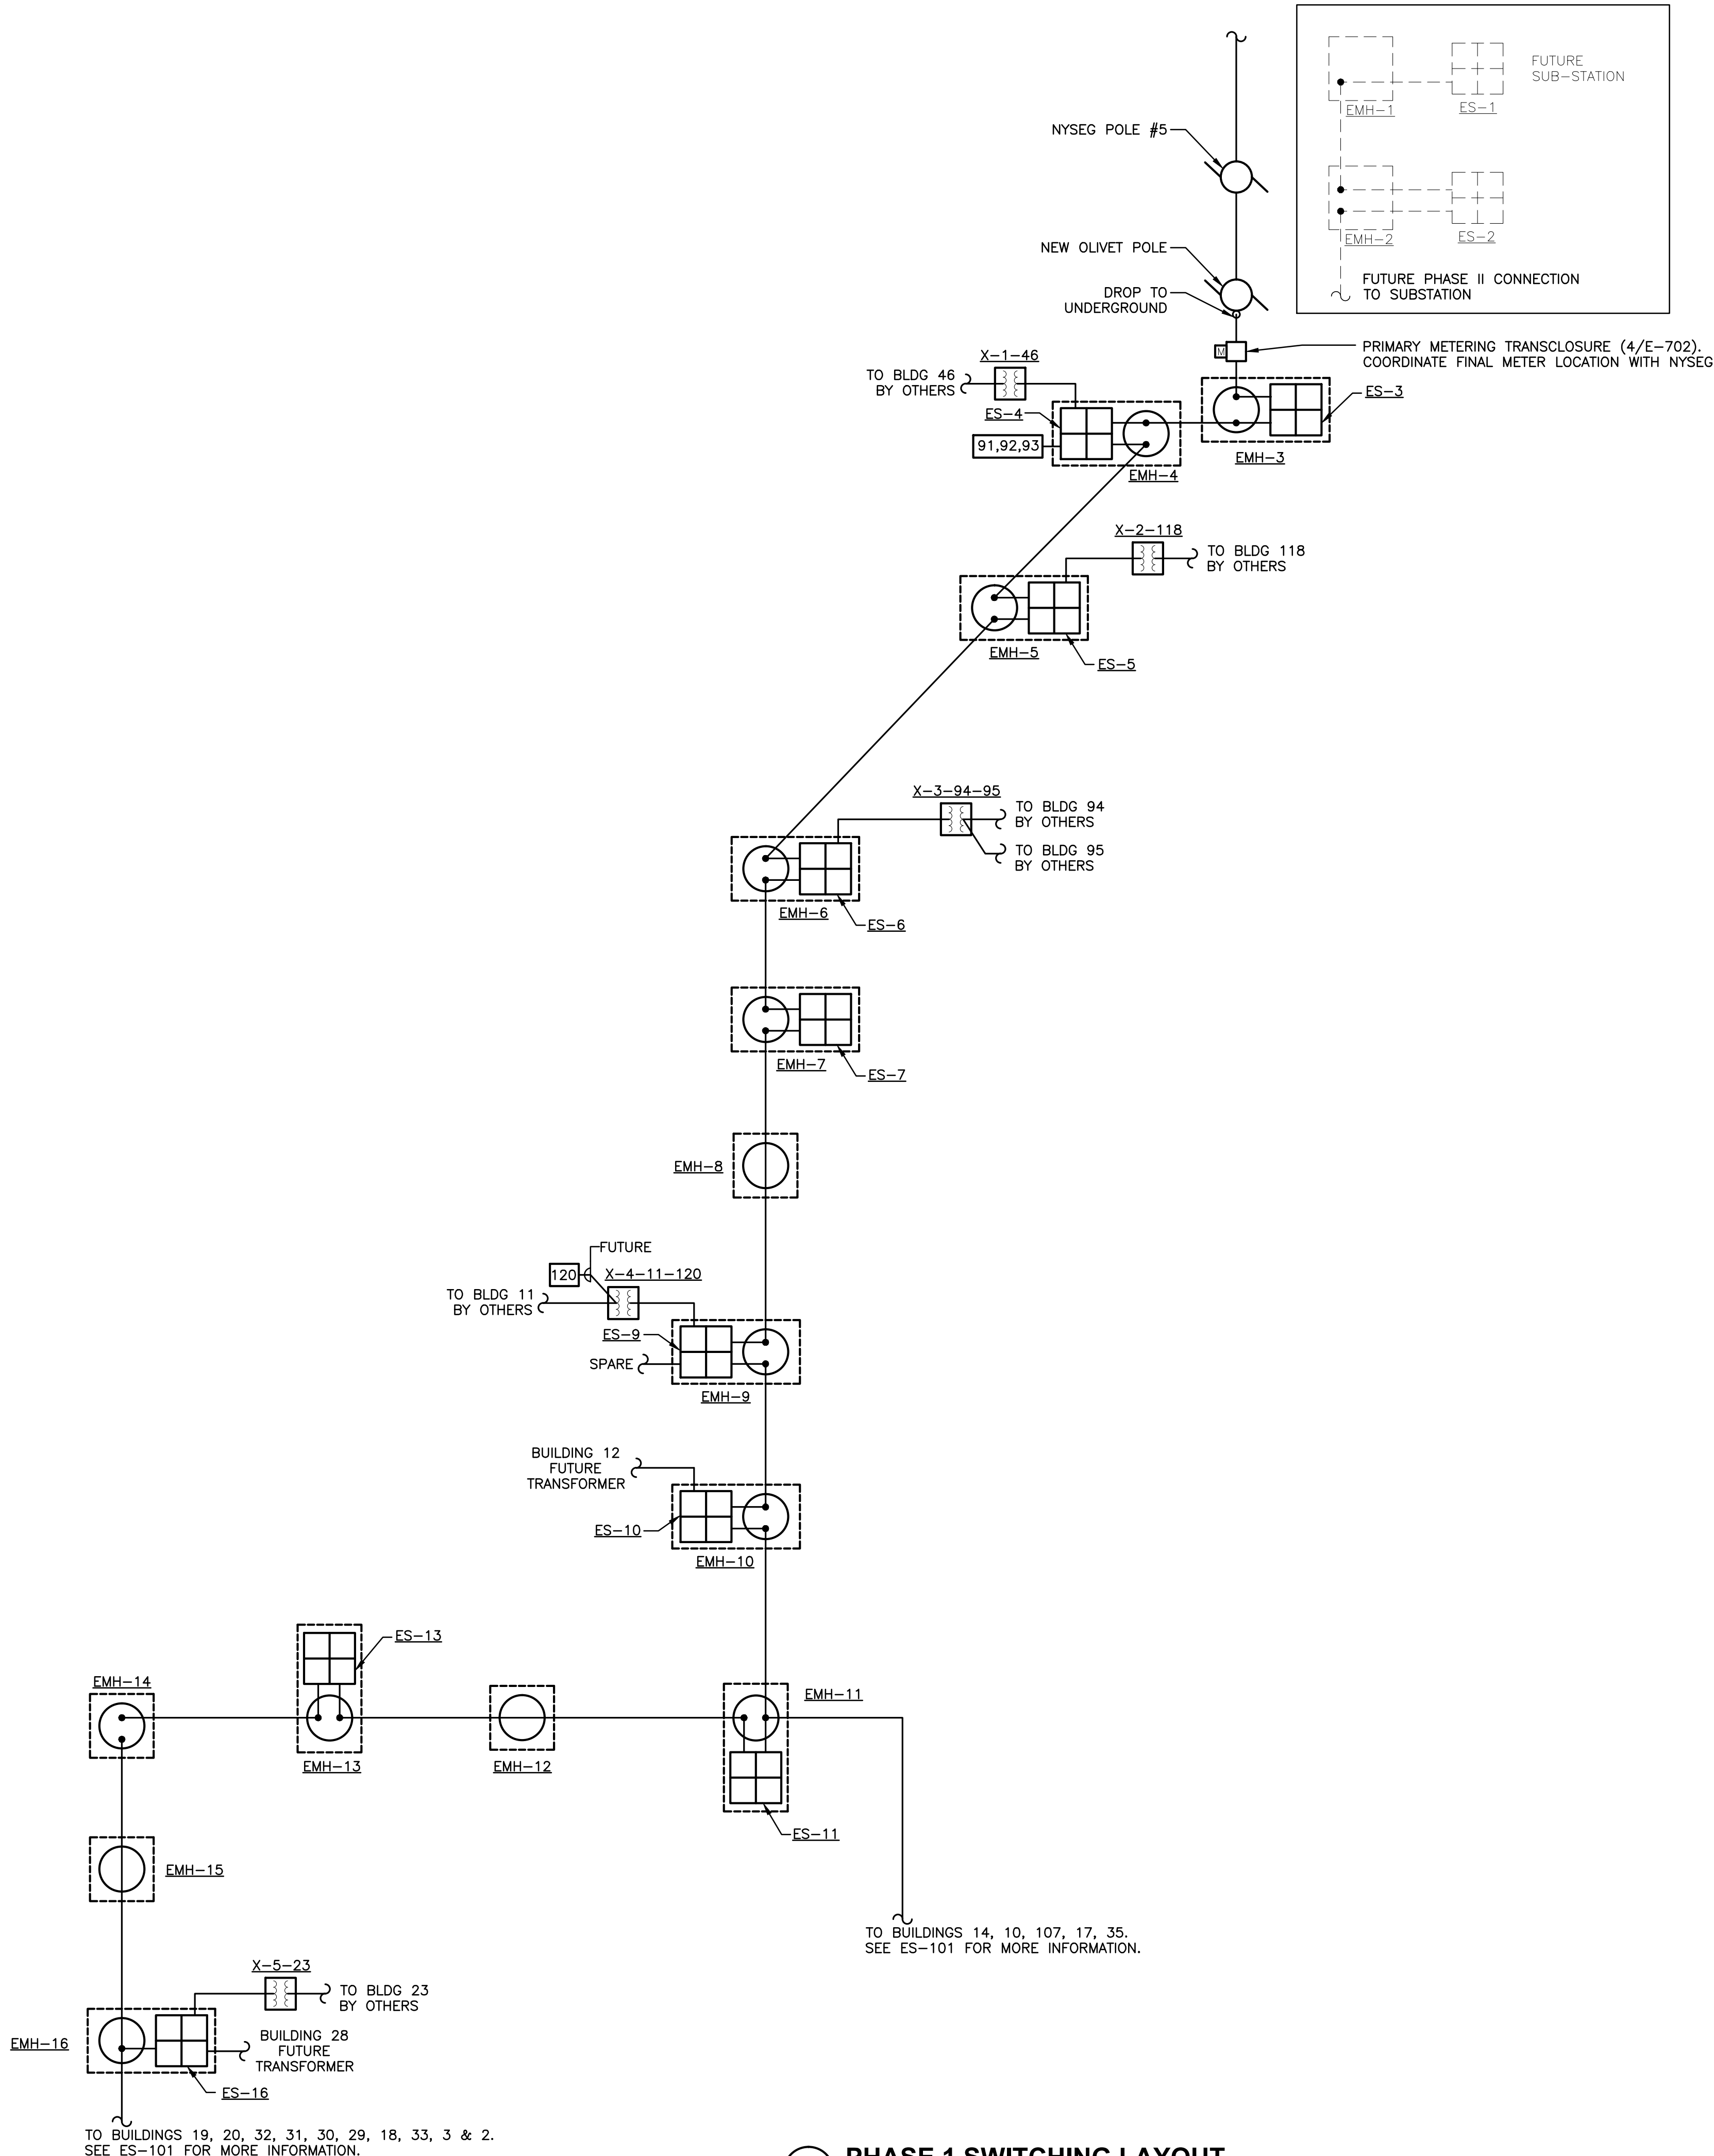 FUTURE
SUB-STATION
EMH-1
ES-1
EMH-2
ES-2
FUTURE PHASE II CONNECTION
TO SUBSTATION
NYSEG POLE #5
NEW OLIVET POLE
DROP TO
UNDERGROUND
M
PRIMARY METERING TRANSCLOSURE (4/E-702).
COORDINATE FINAL METER LOCATION WITH NYSEG
X-1-46
TO BLDG 46
BY OTHERS
ES-4
91,92,93
EMH-4
ES-3
EMH-3
X-2-118
TO BLDG 118
BY OTHERS
EMH-5
ES-5
X-3-94-95
TO BLDG 94
BY OTHERS
TO BLDG 95
BY OTHERS
EMH-6
ES-6
EMH-7
ES-7
EMH-8
FUTURE
120
X-4-11-120
TO BLDG 11
BY OTHERS
ES-9
SPARE
EMH-9
BUILDING 12
FUTURE
TRANSFORMER
ES-10
EMH-10
ES-13
EMH-14
EMH-11
EMH-13
EMH-12
ES-11
EMH-15
TO BUILDINGS 14, 10, 107, 17, 35.
SEE ES-101 FOR MORE INFORMATION.
X-5-23
TO BLDG 23
BY OTHERS
EMH-16
BUILDING 28
FUTURE
TRANSFORMER
ES-16
TO BUILDINGS 19, 20, 32, 31, 30, 29, 18, 33, 3 & 2.
SEE ES-101 FOR MORE INFORMATION.
PHASE 1 SWITCHING LAYOUT